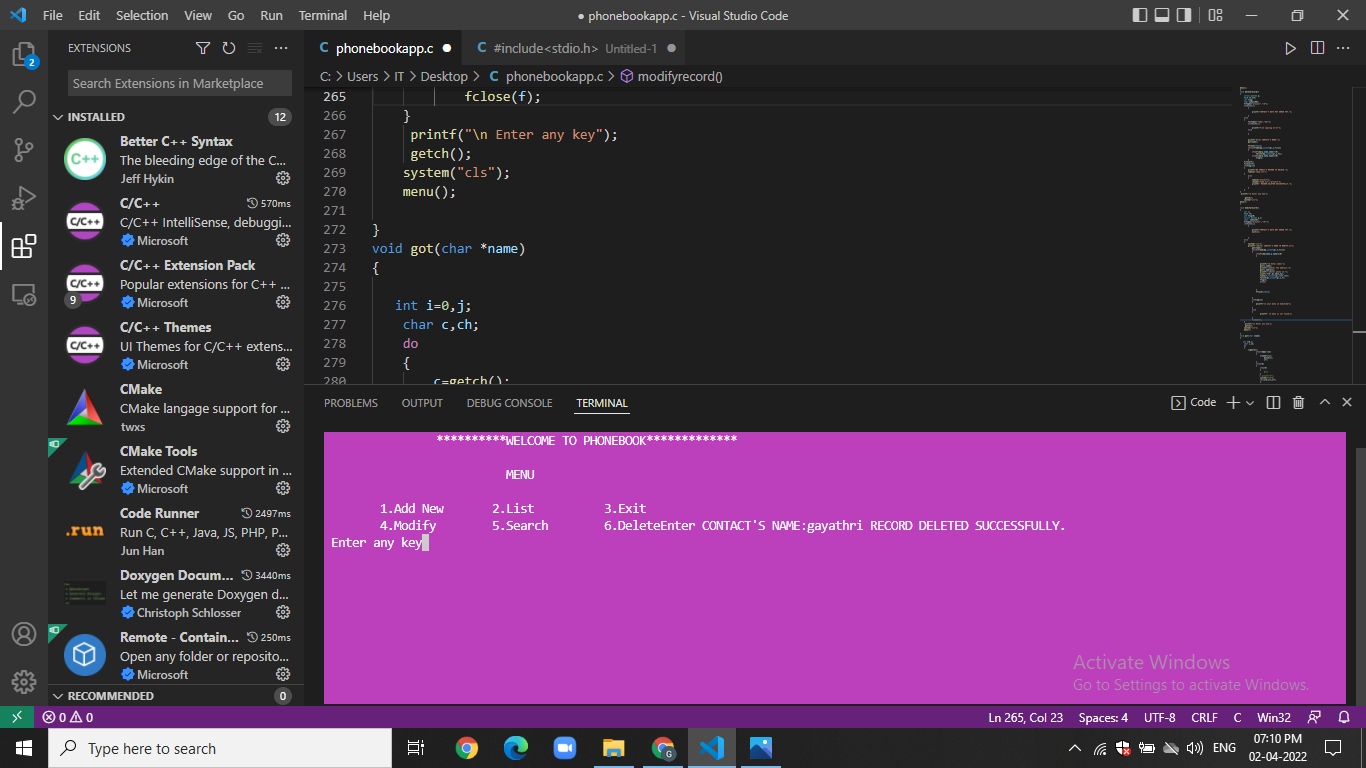 File Edit Selection View Go Run Terminal Help
● phonebookapp.c - Visual Studio Code
EXTENSIONS
Search Extensions in Marketplace
INSTALLED 12
Better C++ Syntax
The bleeding edge of the C...
Jeff Hykin
C/C++ 570ms
C/C++ IntelliSense, debuggi...
Microsoft
C/C++ Extension Pack
Popular extensions for C++ ...
Microsoft
9
C/C++ Themes
UI Themes for C/C++ extens...
Microsoft
CMake
CMake langage support for ...
twxs
CMake Tools
Extended CMake support in ...
Microsoft
Code Runner 2497ms
Run C, C++, Java, JS, PHP, P...
Jun Han
Doxygen Docum... 3440ms
Let me generate Doxygen d...
Christoph Schlosser
Remote - Contain... 250ms
Open any folder or reposito...
Microsoft
RECOMMENDED 0
2
C phonebookapp.c ● C #include<stdio.h> Untitled-1 ●
C: > Users > IT > Desktop > C phonebookapp.c > modifyrecord()
265 fclose(f);
266 }
267 printf("\n Enter any key");
268 getch();
269 system("cls");
270 menu();
271
272 }
273 void got(char *name)
274 {
275
276 int i=0,j;
277 char c,ch;
278 do
279 {
280 c=getch();
PROBLEMS OUTPUT DEBUG CONSOLE TERMINAL
Code
**********WELCOME TO PHONEBOOK*************
MENU
1.Add New 2.List 3.Exit
4.Modify 5.Search 6.DeleteEnter CONTACT'S NAME:gayathri RECORD DELETED SUCCESSFULLY.
Enter any key
Activate Windows
Go to Settings to activate Windows.
0 0 Ln 265, Col 23 Spaces: 4 UTF-8 CRLF C Win32
Type here to search
ENG
07:10 PM
02-04-2022